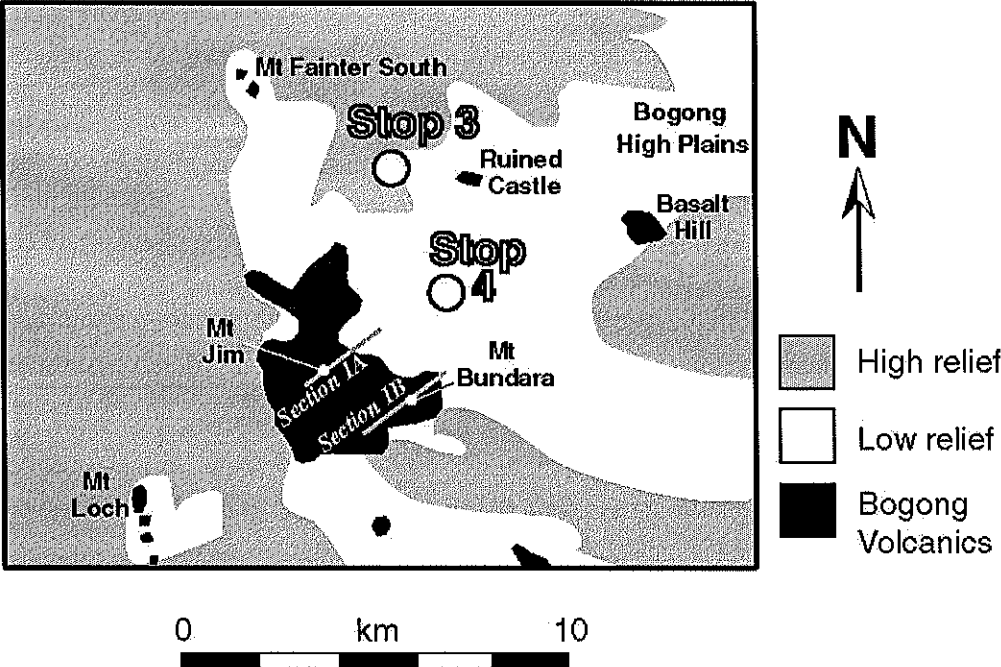 Mt Fainter South
Stop 3
Bogong
High Plains
Ruined
Castle
Basalt
Hill
Stop
4
Mt
Jim
Mt
Bundara
Section 1A
Section 1B
Mt
Loch
N
High relief
Low relief
Bogong
Volcanics
0 km 10